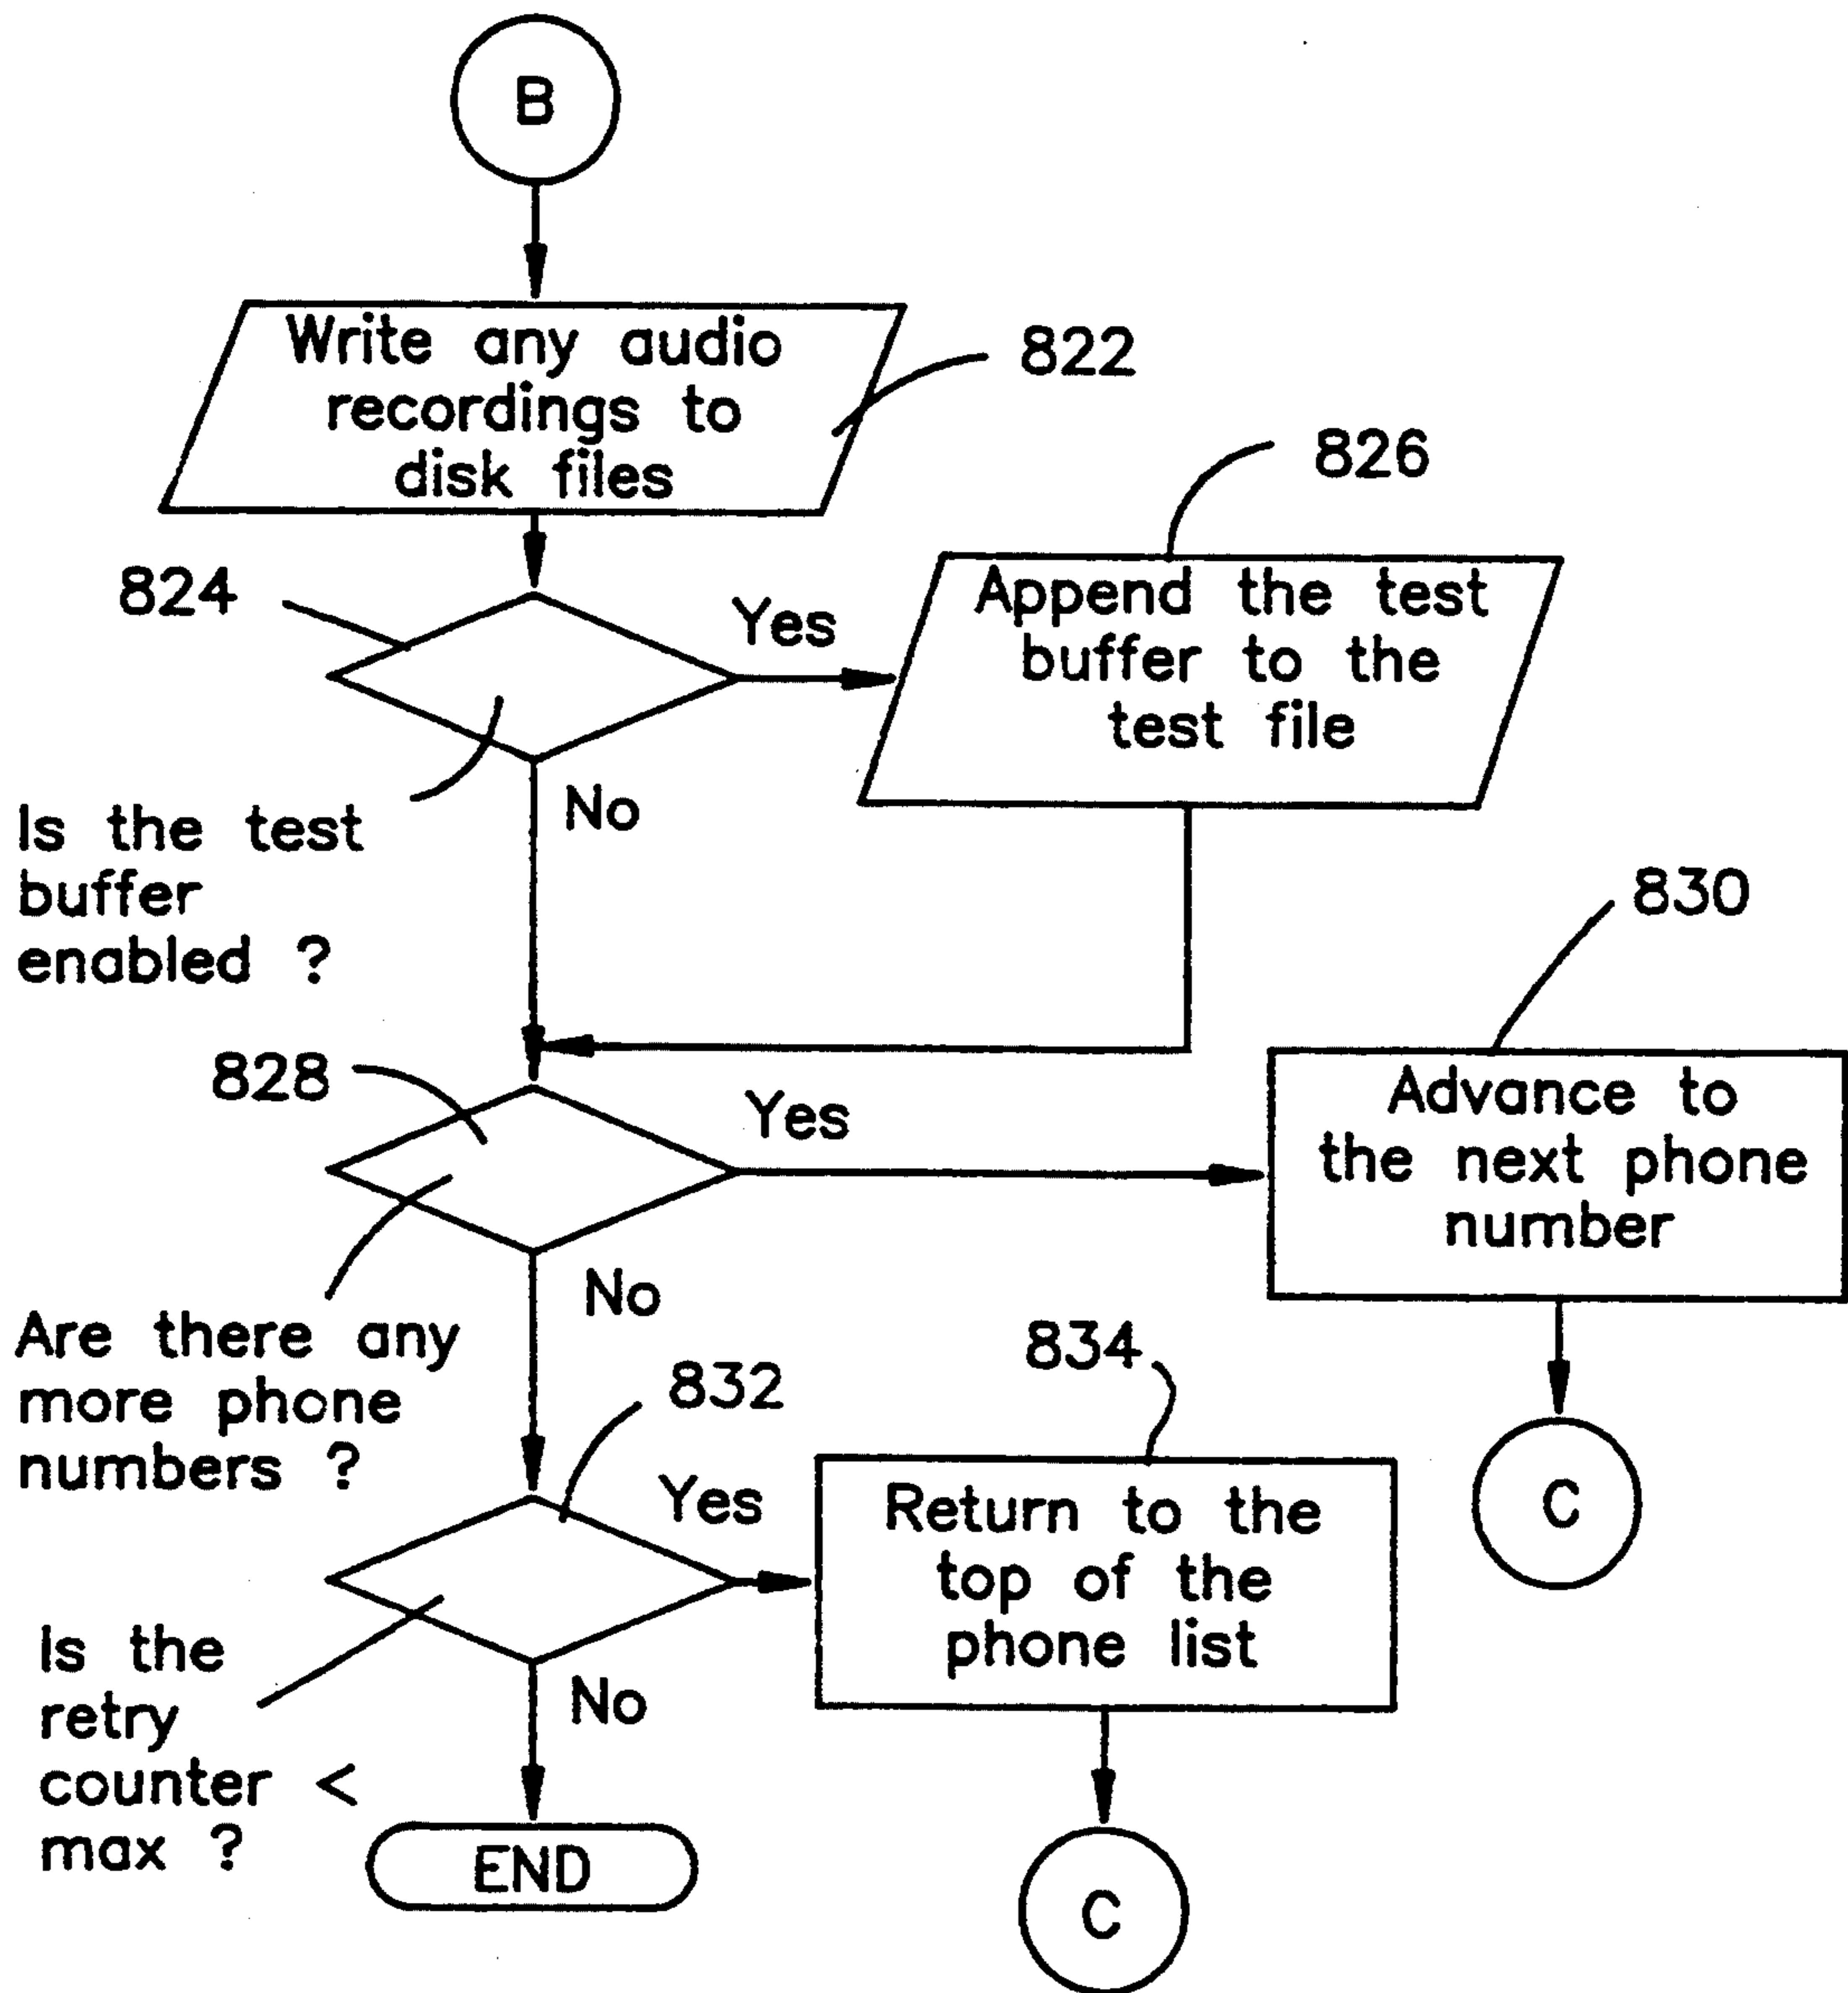 B
Write any audio
recordings to
disk files
822
826
824
Yes
Append the test
buffer to the
test file
No
Is the test
buffer
enabled ?
830
828
Yes
Advance to
the next phone
number
No
Are there any
more phone
numbers ?
832
834
Yes
Return to the
top of the
phone list
C
Is the
retry
counter <
max ?
No
END
C